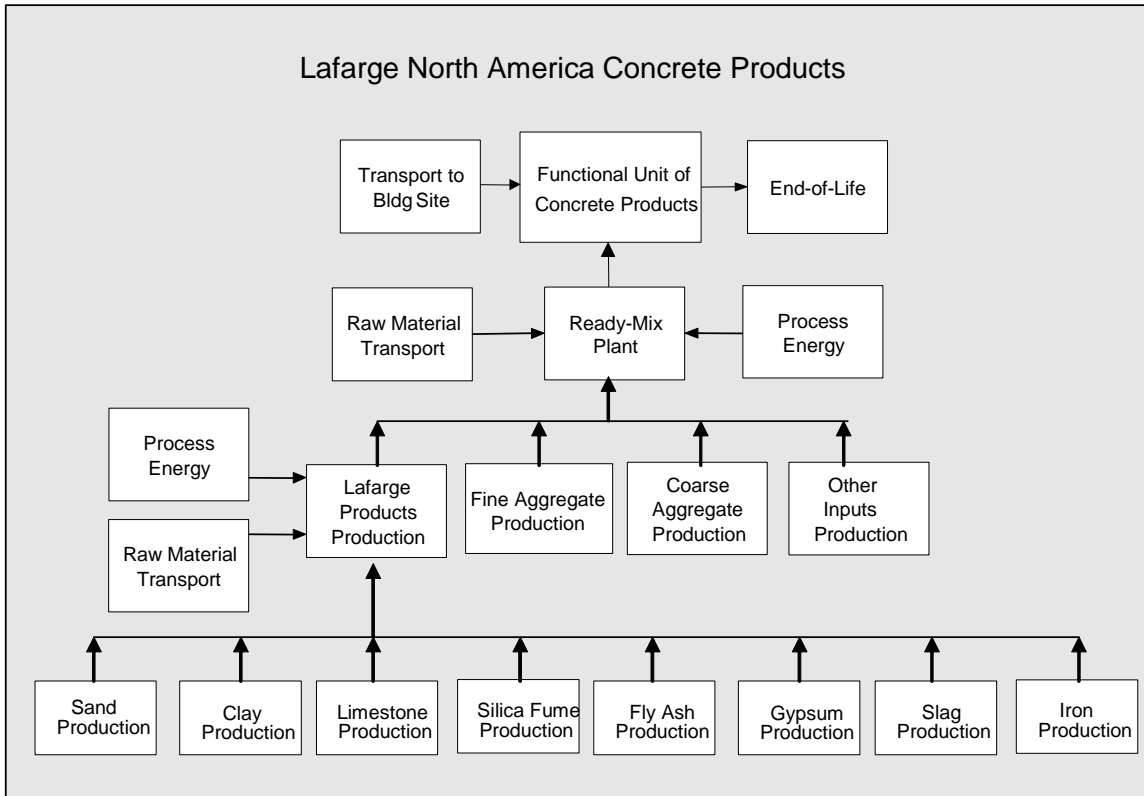 Lafarge North America Concrete Products
Transport to
Bldg Site
Functional Unit of
Concrete Products
End-of-Life
Raw Material
Transport
Ready-Mix
Plant
Process
Energy
Process
Energy
Raw Material
Transport
Lafarge
Products
Production
Fine Aggregate
Production
Coarse
Aggregate
Production
Other
Inputs
Production
Sand
Production
Clay
Production
Limestone
Production
Silica Fume
Production
Fly Ash
Production
Gypsum
Production
Slag
Production
Iron
Production